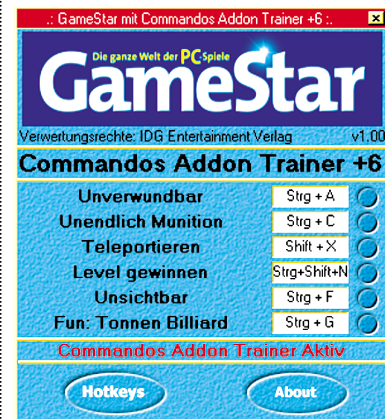 .: GameStar mit Commandos Addon Trainer +6 :.
Die ganze Welt der PC-Spiele
GameStar
Verwertungsrechte: IDG Entertainment Verlag v1.00
Commandos Addon Trainer +6
Unverwundbar Strg + A
Unendlich Munition Strg + C
Teleportieren Shift + X
Level gewinnen Strg+Shift+N
Unsichtbar Strg + F
Fun: Tonnen Billiard Strg + G
Commandos Addon Trainer Aktiv
Hotkeys About